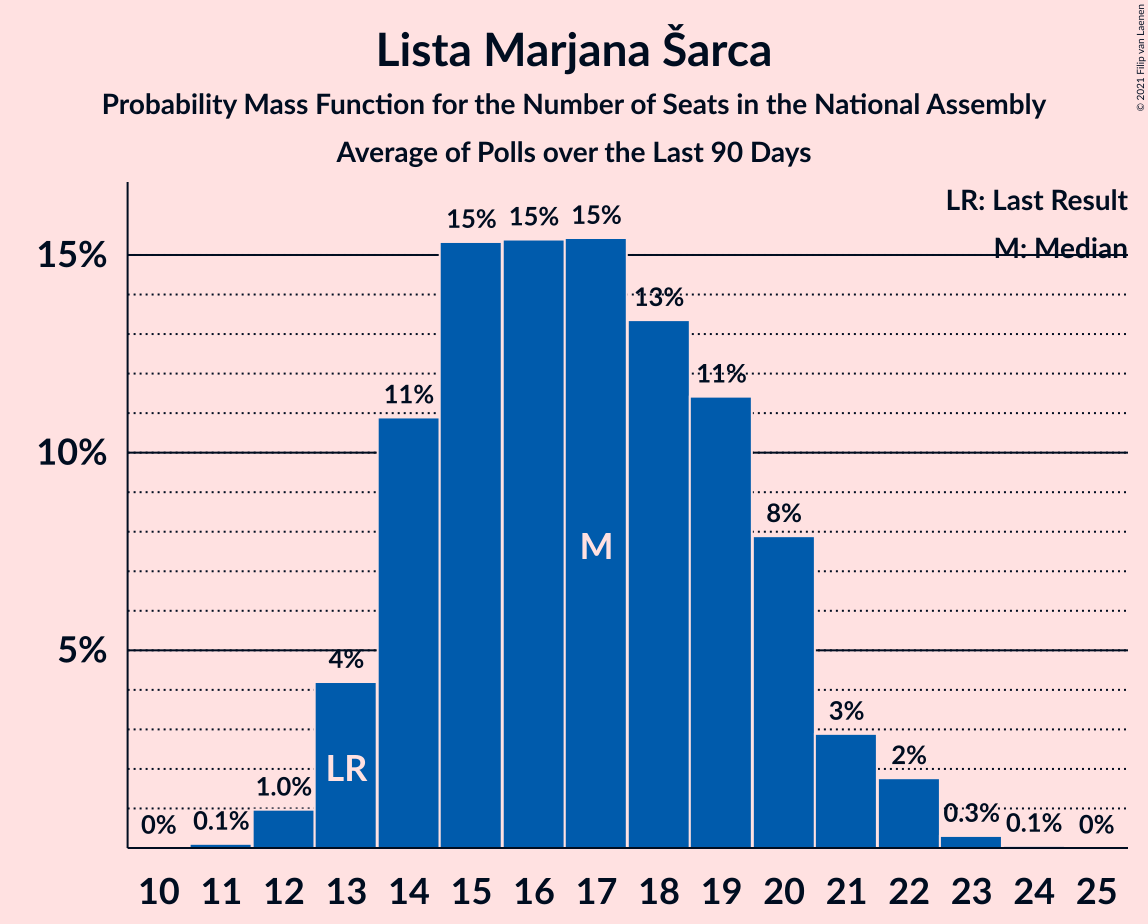 Lista Marjana Šarca
Probability Mass Function for the Number of Seats in the National Assembly
Average of Polls over the Last 90 Days
© 2021 Filip van Laenen
LR: Last Result
M: Median
15%
10%
5%
0%
0.1%
1.0%
4%
11%
15%
15%
15%
13%
11%
8%
3%
2%
0.3%
0.1%
0%
LR
M
10 11 12 13 14 15 16 17 18 19 20 21 22 23 24 25